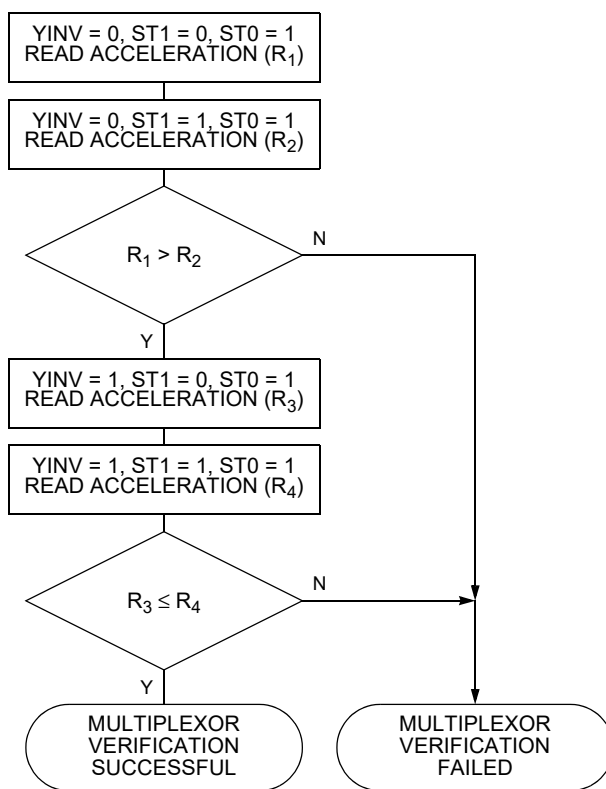 YINV = 0, ST1 = 0, ST0 = 1
READ ACCELERATION (R1)
YINV = 0, ST1 = 1, ST0 = 1
READ ACCELERATION (R2)
R1 > R2
N
Y
YINV = 1, ST1 = 0, ST0 = 1
READ ACCELERATION (R3)
YINV = 1, ST1 = 1, ST0 = 1
READ ACCELERATION (R4)
R3 ≤ R4
N
Y
MULTIPLEXOR
VERIFICATION
SUCCESSFUL
MULTIPLEXOR
VERIFICATION
FAILED